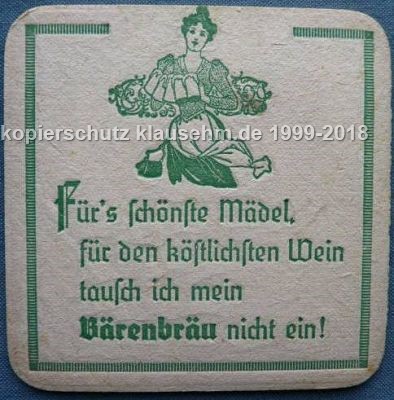 kopierschutz klausehm.de 1999-2018
Für's schönste Mädel,
für den köstlichsten Wein
tausch ich mein
Bärenbräu nicht ein!